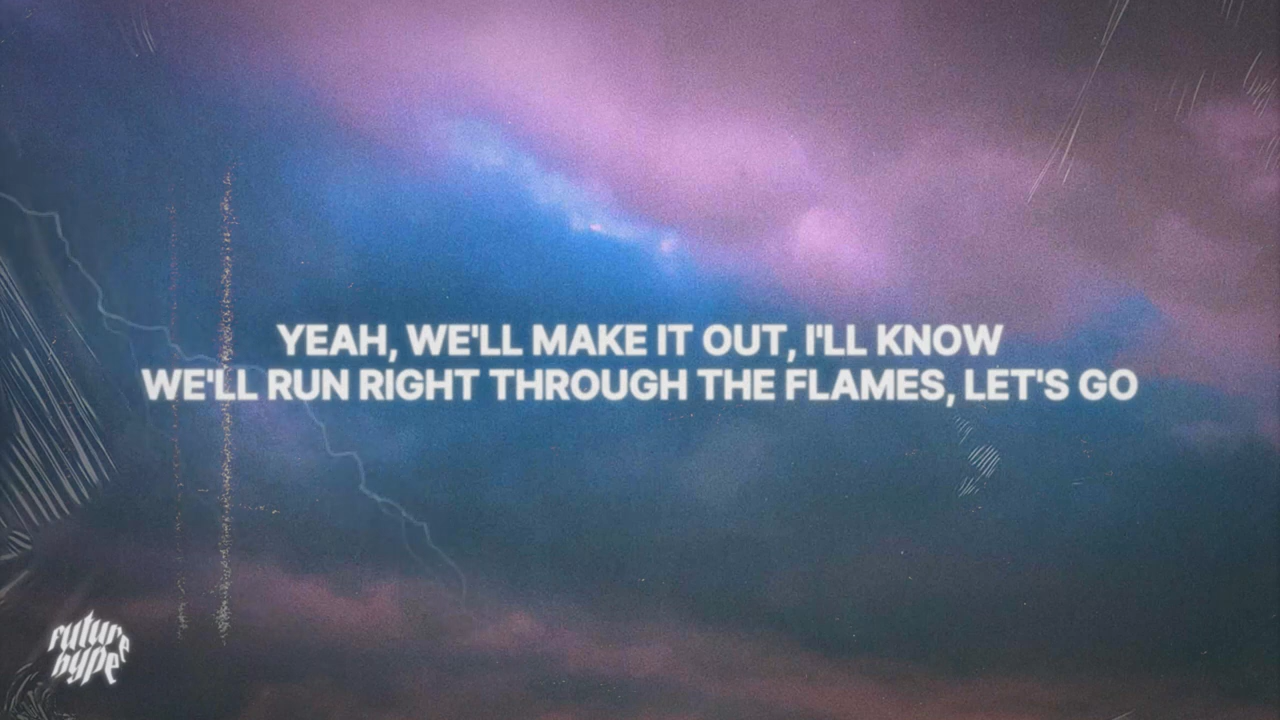 YEAH, WE'LL MAKE IT OUT, I'LL KNOW
WE'LL RUN RIGHT THROUGH THE FLAMES, LET'S GO
future
hype